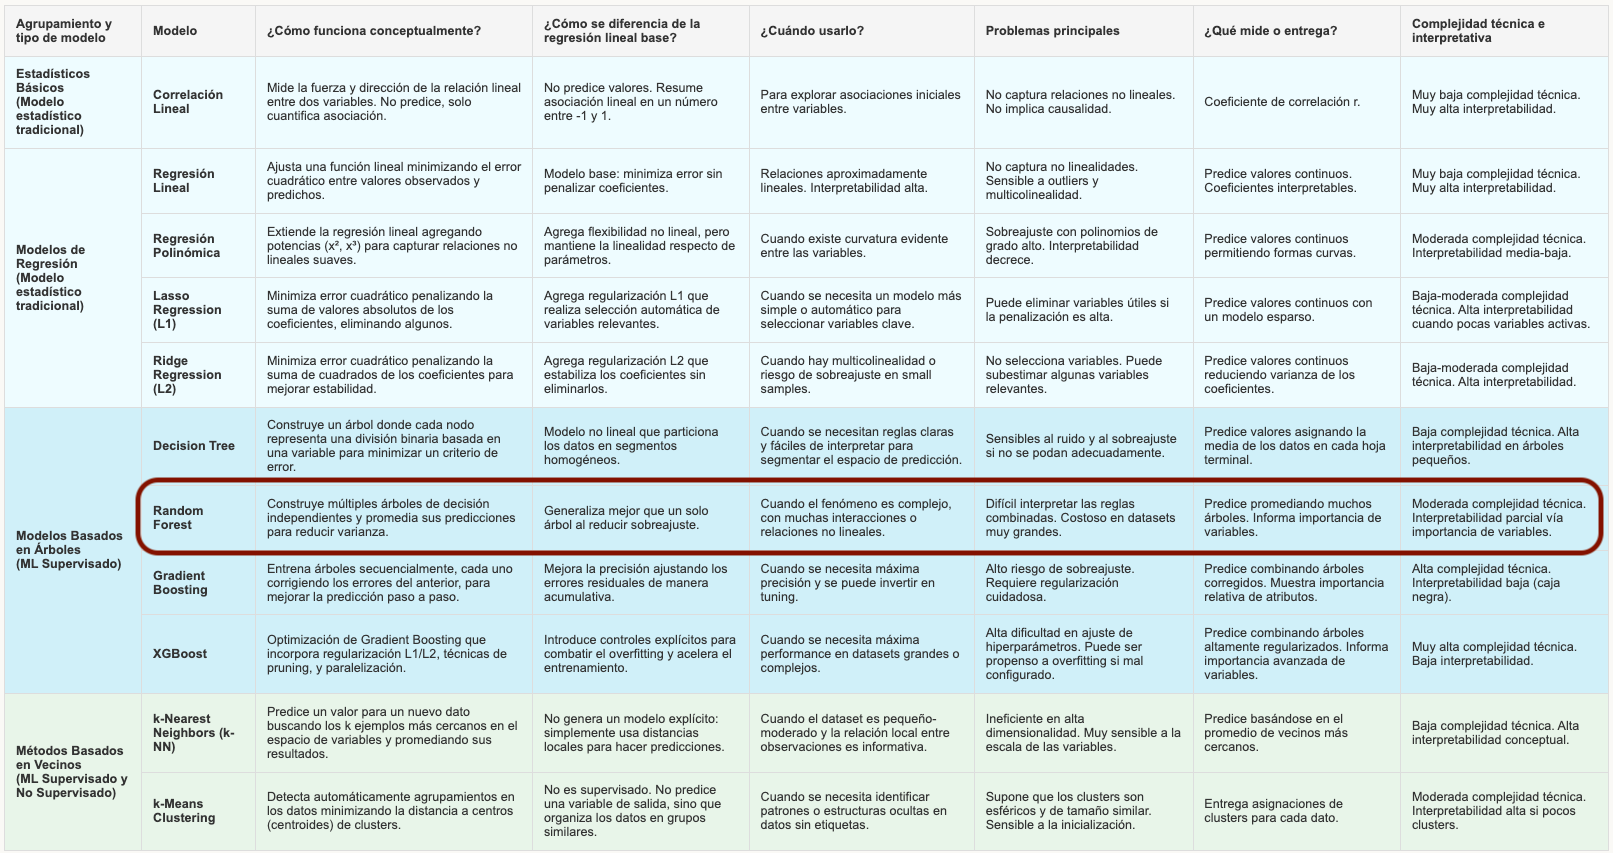 Agrupamiento y
tipo de modelo
Modelo
¿Cómo funciona conceptualmente?
¿Cómo se diferencia de la
regresión lineal base?
¿Cuándo usarlo?
Problemas principales
¿Qué mide o entrega?
Complejidad técnica e
interpretativa
Estadísticos
Básicos
(Modelo
estadístico
tradicional)
Correlación
Lineal
Mide la fuerza y dirección de la relación lineal
entre dos variables. No predice, solo
cuantifica asociación.
No predice valores. Resume
asociación lineal en un número
entre -1 y 1.
Para explorar asociaciones iniciales
entre variables.
No captura relaciones no lineales.
No implica causalidad.
Coeficiente de correlación r.
Muy baja complejidad técnica.
Muy alta interpretabilidad.
Modelos de
Regresión
(Modelo
estadístico
tradicional)
Regresión
Lineal
Ajusta una función lineal minimizando el error
cuadrático entre valores observados y
predichos.
Modelo base: minimiza error sin
penalizar coeficientes.
Relaciones aproximadamente
lineales. Interpretabilidad alta.
No captura no linealidades.
Sensible a outliers y
multicolinealidad.
Predice valores continuos.
Coeficientes interpretables.
Muy baja complejidad técnica.
Muy alta interpretabilidad.
Regresión
Polinómica
Extiende la regresión lineal agregando
potencias (x², x³) para capturar relaciones no
lineales suaves.
Agrega flexibilidad no lineal, pero
mantiene la linealidad respecto de
parámetros.
Cuando existe curvatura evidente
entre las variables.
Sobreajuste con polinomios de
grado alto. Interpretabilidad
decrece.
Predice valores continuos
permitiendo formas curvas.
Moderada complejidad técnica.
Interpretabilidad media-baja.
Lasso
Regression
(L1)
Minimiza error cuadrático penalizando la
suma de valores absolutos de los
coeficientes, eliminando algunos.
Agrega regularización L1 que
realiza selección automática de
variables relevantes.
Cuando se necesita un modelo más
simple o automático para
seleccionar variables clave.
Puede eliminar variables útiles si
la penalización es alta.
Predice valores continuos con
un modelo esparso.
Baja-moderada complejidad
técnica. Alta interpretabilidad
cuando pocas variables activas.
Ridge
Regression
(L2)
Minimiza error cuadrático penalizando la
suma de cuadrados de los coeficientes para
mejorar estabilidad.
Agrega regularización L2 que
estabiliza los coeficientes sin
eliminarlos.
Cuando hay multicolinealidad o
riesgo de sobreajuste en small
samples.
No selecciona variables. Puede
subestimar algunas variables
relevantes.
Predice valores continuos
reduciendo varianza de los
coeficientes.
Baja-moderada complejidad
técnica. Alta interpretabilidad.
Modelos Basados
en Árboles
(ML Supervisado)
Decision Tree
Construye un árbol donde cada nodo
representa una división binaria basada en
una variable para minimizar un criterio de
error.
Modelo no lineal que particiona
los datos en segmentos
homogéneos.
Cuando se necesitan reglas claras
y fáciles de interpretar para
segmentar el espacio de predicción.
Sensibles al ruido y al sobreajuste
si no se podan adecuadamente.
Predice valores asignando la
media de los datos en cada hoja
terminal.
Baja complejidad técnica. Alta
interpretabilidad en árboles
pequeños.
Random
Forest
Construye múltiples árboles de decisión
independientes y promedia sus predicciones
para reducir varianza.
Generaliza mejor que un solo
árbol al reducir sobreajuste.
Cuando el fenómeno es complejo,
con muchas interacciones o
relaciones no lineales.
Difícil interpretar las reglas
combinadas. Costoso en datasets
muy grandes.
Predice promediando muchos
árboles. Informa importancia de
variables.
Moderada complejidad técnica.
Interpretabilidad parcial vía
importancia de variables.
Gradient
Boosting
Entrena árboles secuencialmente, cada uno
corrigiendo los errores del anterior, para
mejorar la predicción paso a paso.
Mejora la precisión ajustando los
errores residuales de manera
acumulativa.
Cuando se necesita máxima
precisión y se puede invertir en
tuning.
Alto riesgo de sobreajuste.
Requiere regularización
cuidadosa.
Predice combinando árboles
corregidos. Muestra importancia
relativa de atributos.
Alta complejidad técnica.
Interpretabilidad baja (caja
negra).
XGBoost
Optimización de Gradient Boosting que
incorpora regularización L1/L2, técnicas de
pruning, y paralelización.
Introduce controles explícitos para
combatir el overfitting y acelera el
entrenamiento.
Cuando se necesita máxima
performance en datasets grandes o
complejos.
Alta dificultad en ajuste de
hiperparámetros. Puede ser
propenso a overfitting si mal
configurado.
Predice combinando árboles
altamente regularizados. Informa
importancia avanzada de
variables.
Muy alta complejidad técnica.
Baja interpretabilidad.
Métodos Basados
en Vecinos
(ML Supervisado y
No Supervisado)
k-Nearest
Neighbors (k-
NN)
Predice un valor para un nuevo dato
buscando los k ejemplos más cercanos en el
espacio de variables y promediando sus
resultados.
No genera un modelo explícito:
simplemente usa distancias
locales para hacer predicciones.
Cuando el dataset es pequeño-
moderado y la relación local entre
observaciones es informativa.
Ineficiente en alta
dimensionalidad. Muy sensible a la
escala de las variables.
Predice basándose en el
promedio de vecinos más
cercanos.
Baja complejidad técnica. Alta
interpretabilidad conceptual.
k-Means
Clustering
Detecta automáticamente agrupamientos en
los datos minimizando la distancia a centros
(centroides) de clusters.
No es supervisado. No predice
una variable de salida, sino que
organiza los datos en grupos
similares.
Cuando se necesita identificar
patrones o estructuras ocultas en
datos sin etiquetas.
Supone que los clusters son
esféricos y de tamaño similar.
Sensible a la inicialización.
Entrega asignaciones de
clusters para cada dato.
Moderada complejidad técnica.
Interpretabilidad alta si pocos
clusters.